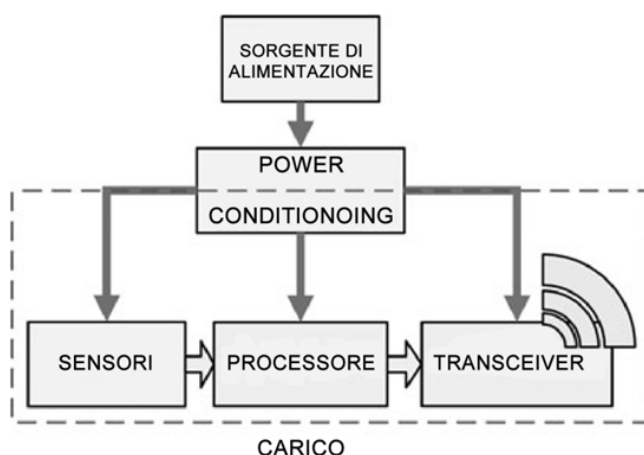 SORGENTE DI
ALIMENTAZIONE
POWER
CONDITIONOING
SENSORI
PROCESSORE
TRANSCEIVER
CARICO